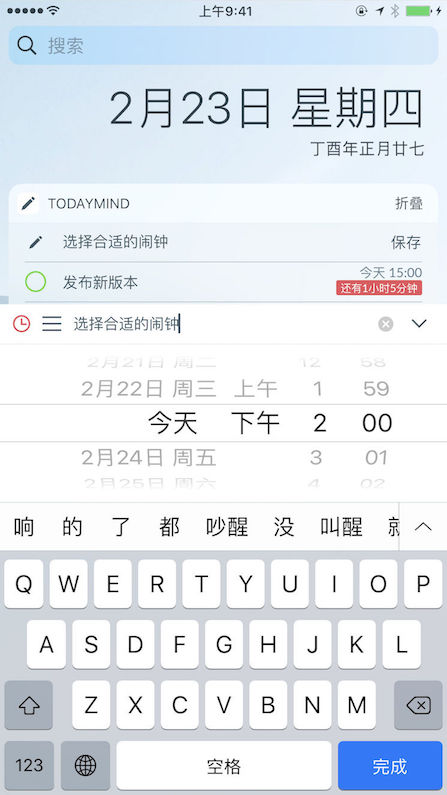 上午9:41
搜索
2月23日 星期四
丁酉年正月廿七
TODAYMIND 折叠
选择合适的闹钟 保存
发布新版本 今天 15:00
还有1小时5分钟
选择合适的闹钟
2月21日 周二 12 58
2月22日 周三 上午 1 59
今天 下午 2 00
2月24日 周五 3 01
2月25日 周六 4 02
响 的 了 都 吵醒 没 叫醒
Q W E R T Y U I O P
A S D F G H J K L
Z X C V B N M
123 空格 完成